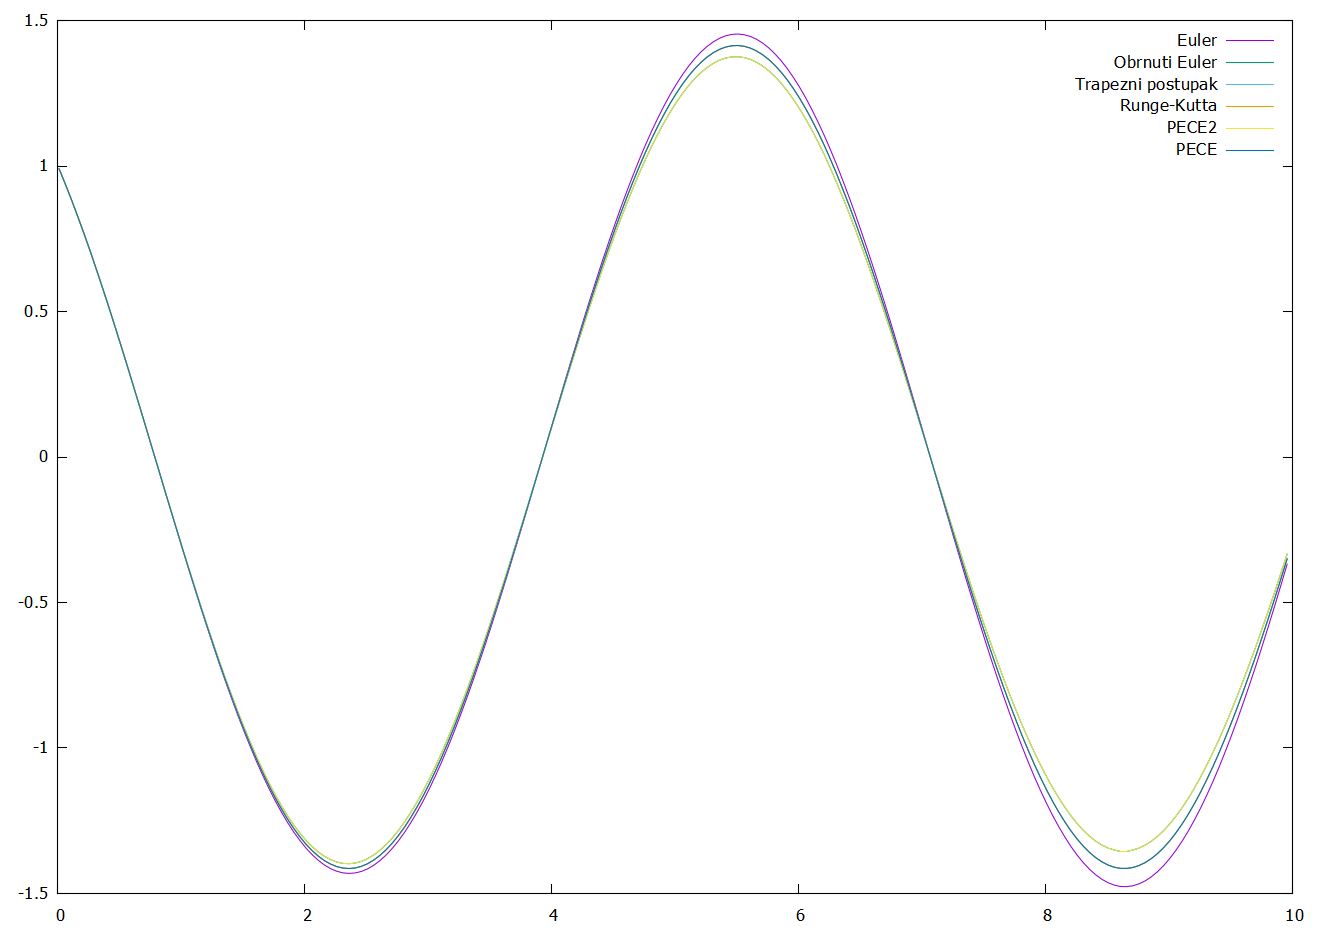 1.5
Euler
Obrnuti Euler
Trapezni postupak
Runge-Kutta
PECE2
PECE
1
0.5
0
-0.5
-1
-1.5
0 2 4 6 8 10